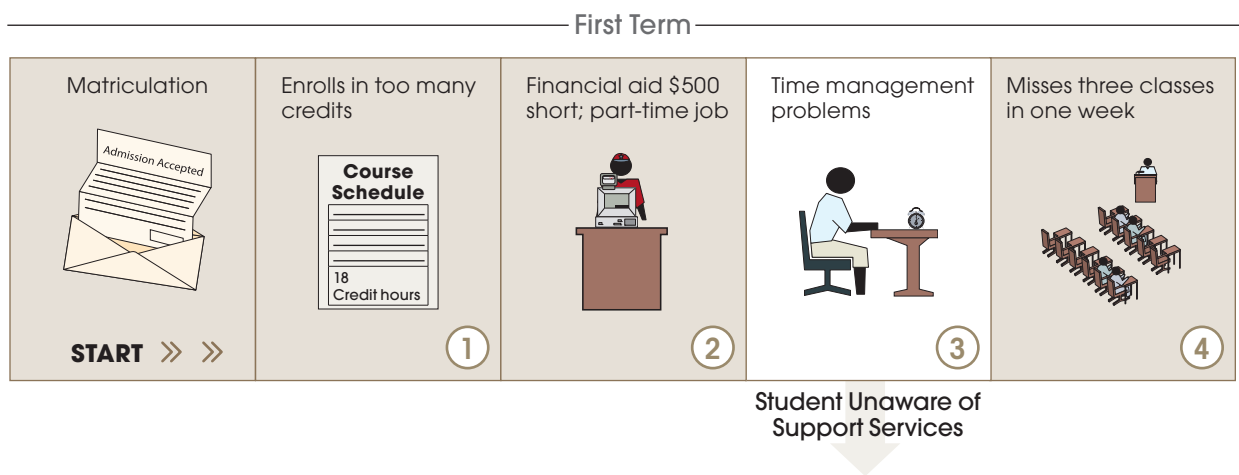 First Term
Matriculation
Admission Accepted
START
Enrolls in too many
credits
Course
Schedule
18
Credit hours
1
Financial aid $500
short; part-time job
2
Time management
problems
3
Misses three classes
in one week
4
Student Unaware of
Support Services